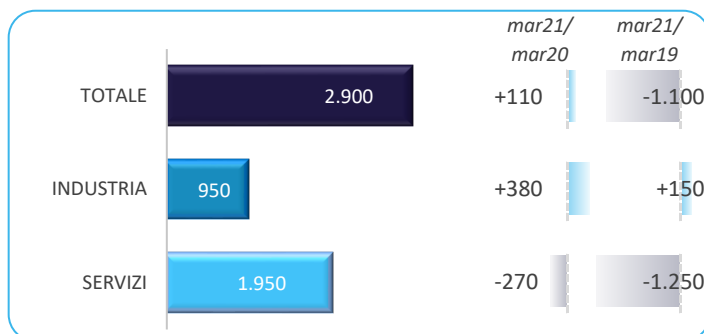 mar21/ mar21/
mar20 mar19
TOTALE 2.900 +110 -1.100
INDUSTRIA 950 +380 +150
SERVIZI 1.950 -270 -1.250